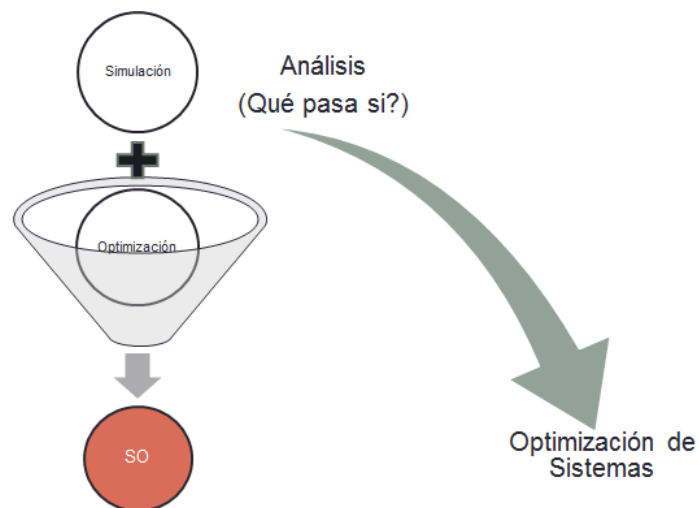 Simulación
Análisis
(Qué pasa si?)
Optimización
SO
Optimización de
Sistemas